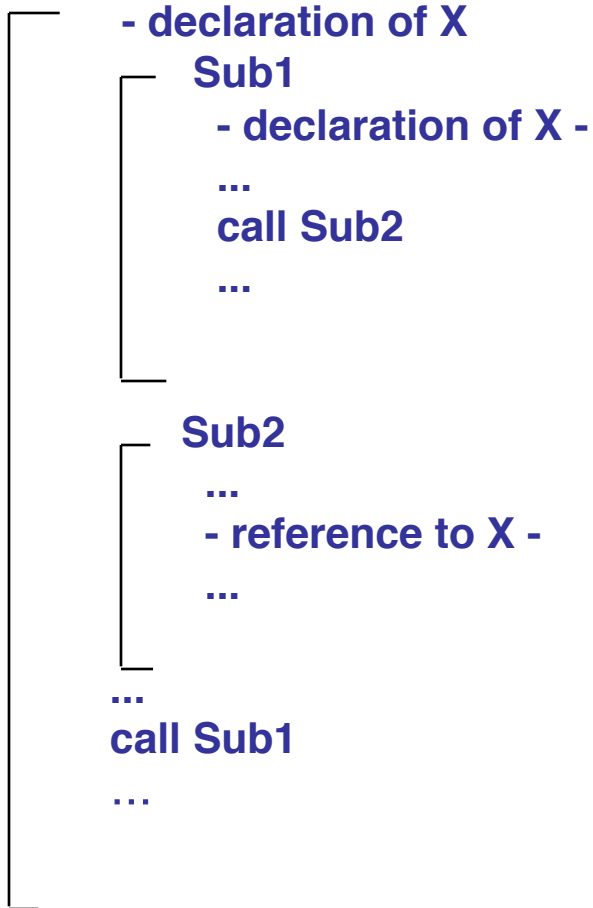 - declaration of X
Sub1
- declaration of X -
...
call Sub2
...
Sub2
...
- reference to X -
...
...
call Sub1
…